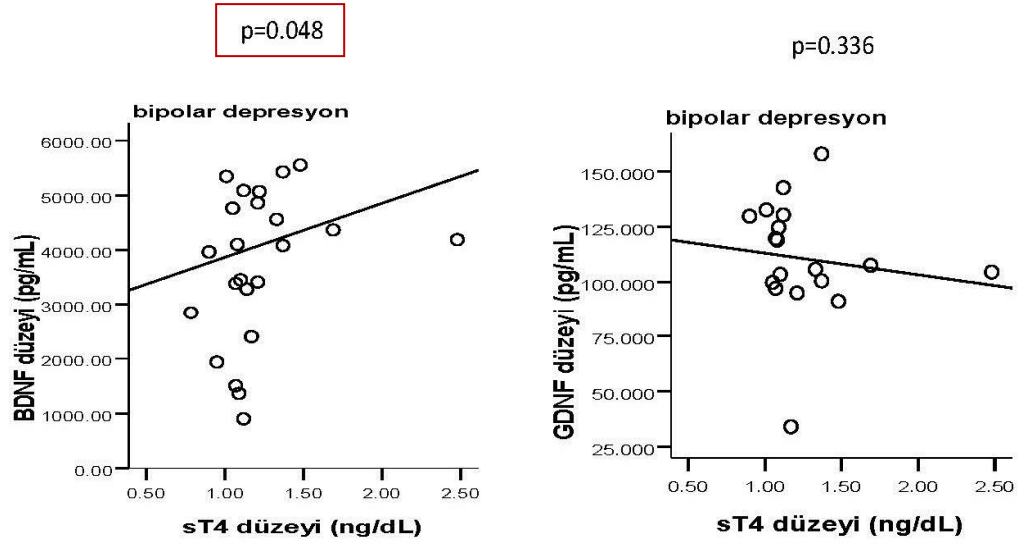 p=0.048
bipolar depresyon
BDNF düzeyi (pg/mL)
6000.00
5000.00
4000.00
3000.00
2000.00
1000.00
0.00
0.50 1.00 1.50 2.00 2.50
sT4 düzeyi (ng/dL)
p=0.336
bipolar depresyon
GDNF düzeyi (pg/mL)
150.000
125.000
100.000
75.000
50.000
25.000
0.50 1.00 1.50 2.00 2.50
sT4 düzeyi (ng/dL)